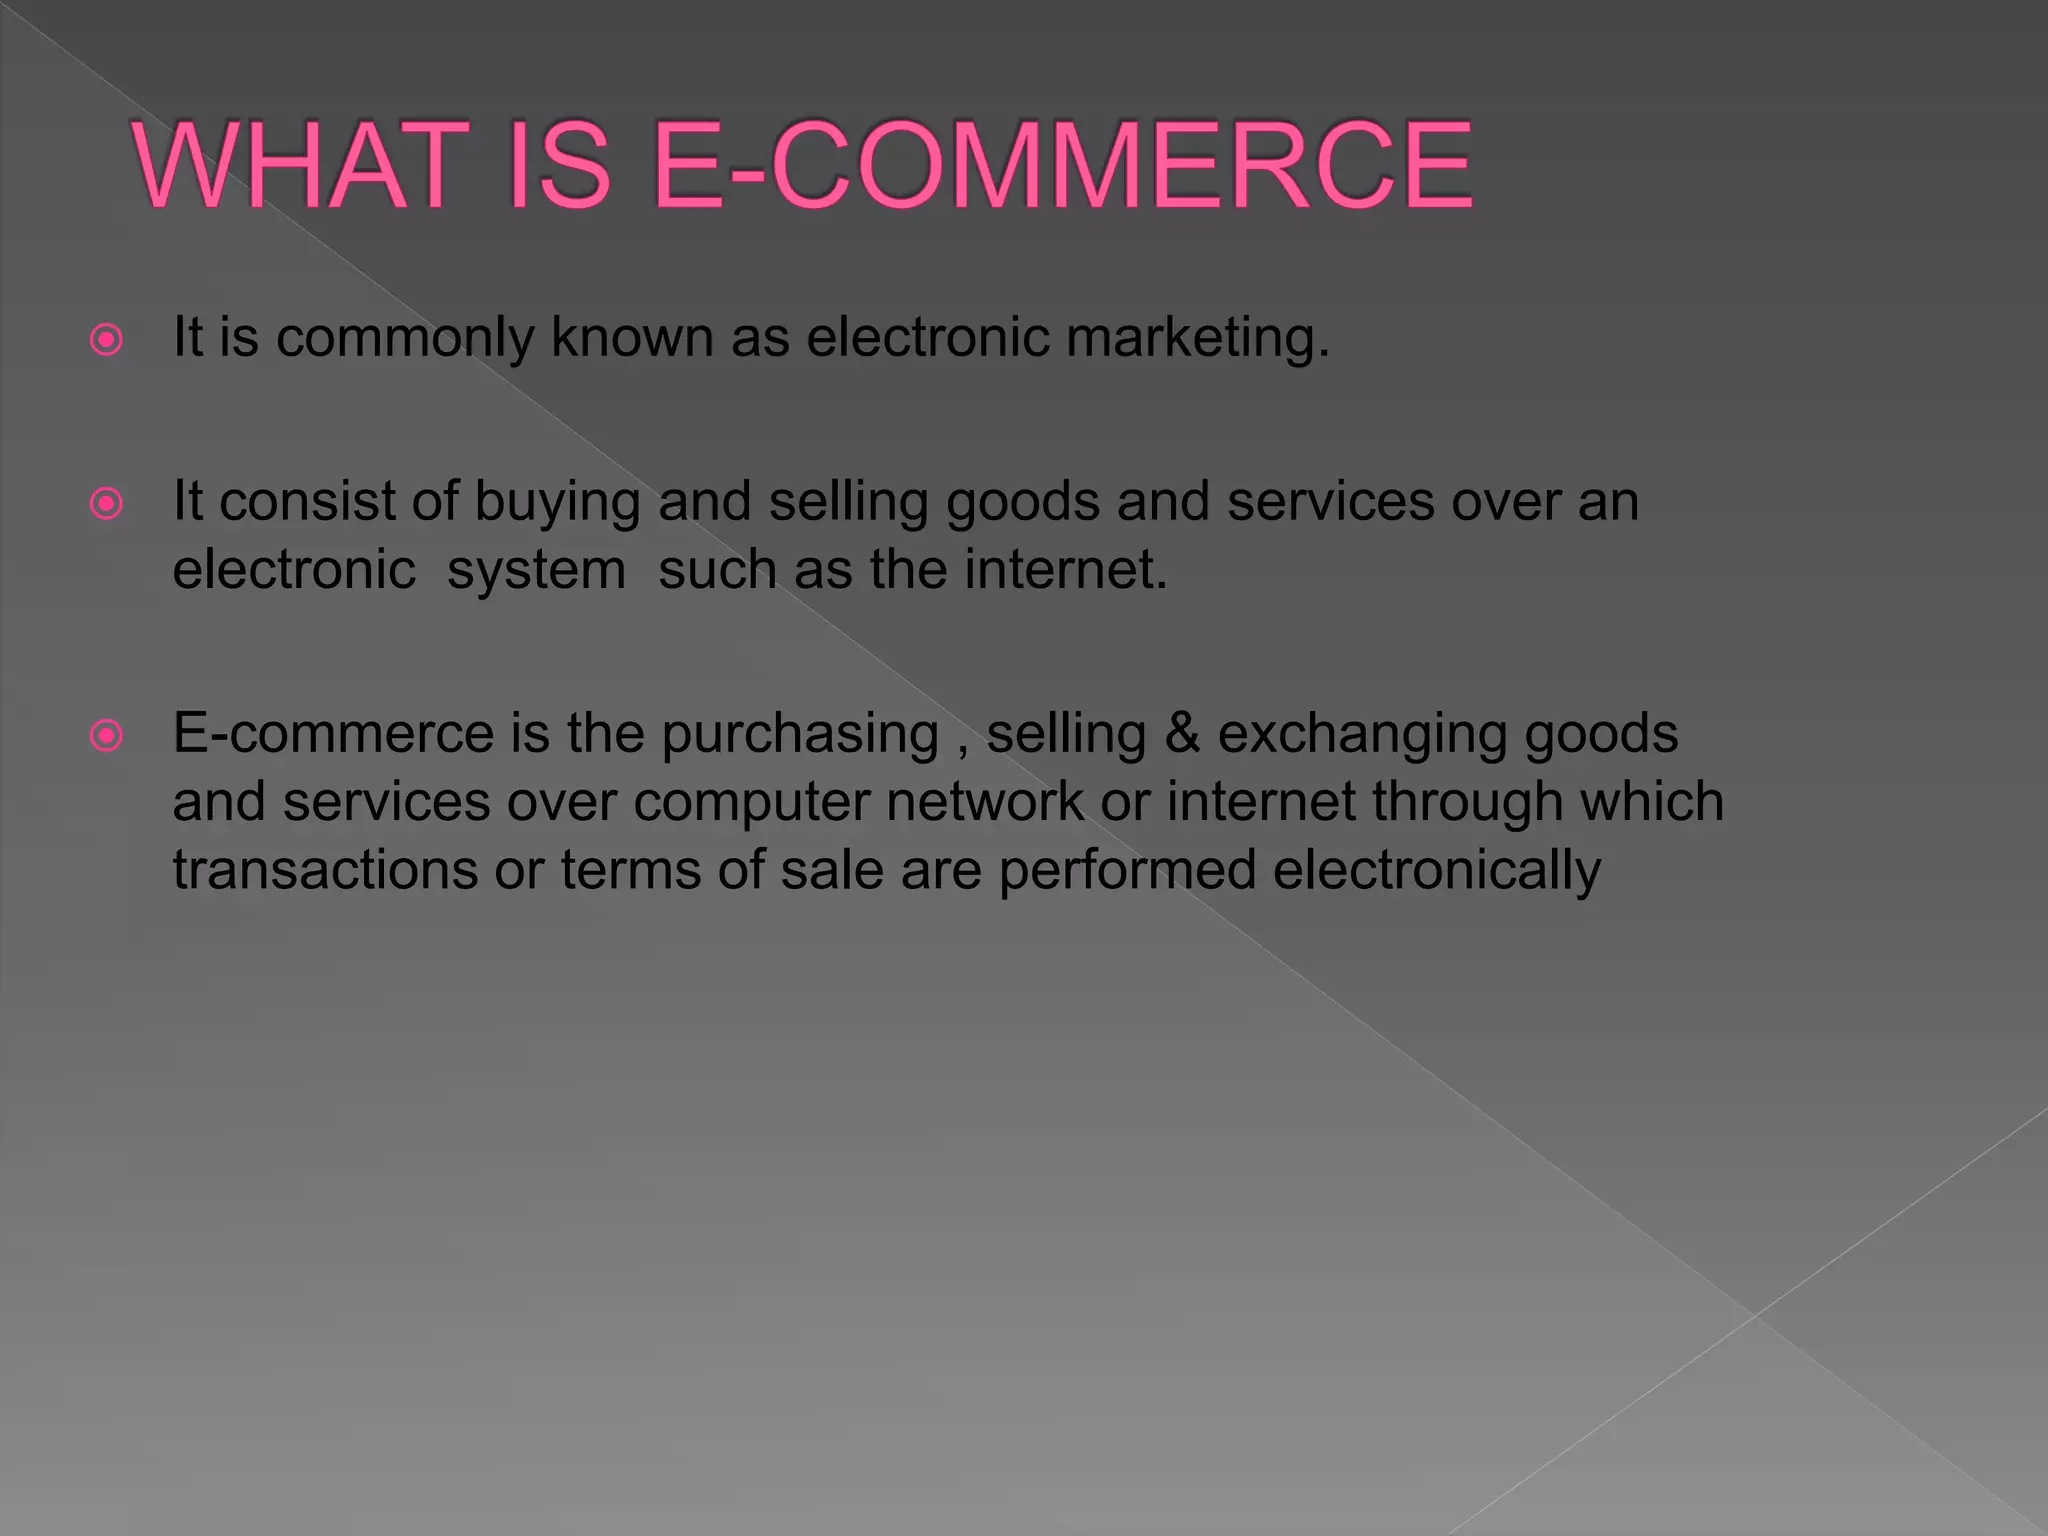 WHAT IS E-COMMERCE
It is commonly known as electronic marketing.
It consist of buying and selling goods and services over an
electronic  system  such as the internet.
E-commerce is the purchasing , selling & exchanging goods
and services over computer network or internet through which
transactions or terms of sale are performed electronically